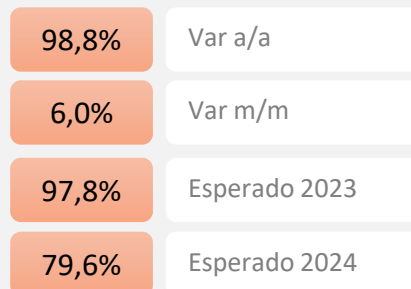 98,8% Var a/a
6,0% Var m/m
97,8% Esperado 2023
79,6% Esperado 2024